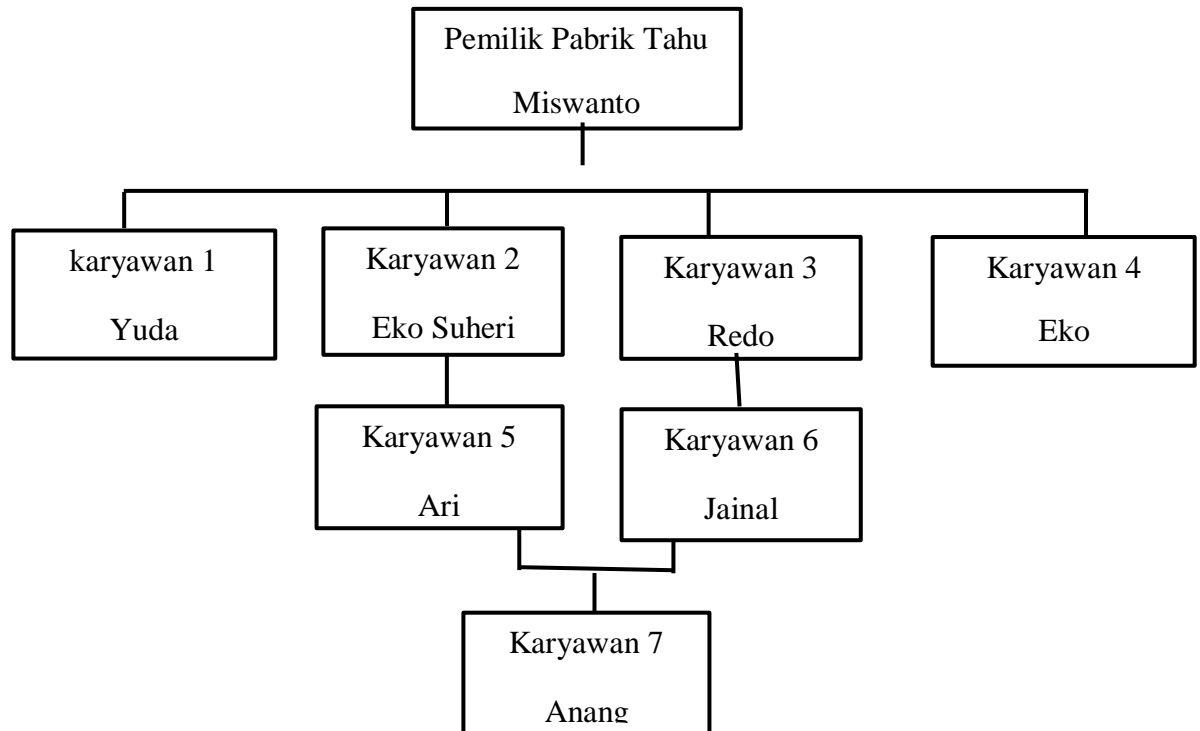 Pemilik Pabrik Tahu
Miswanto
karyawan 1
Yuda
Karyawan 2
Eko Suheri
Karyawan 3
Redo
Karyawan 4
Eko
Karyawan 5
Ari
Karyawan 6
Jainal
Karyawan 7
Anang